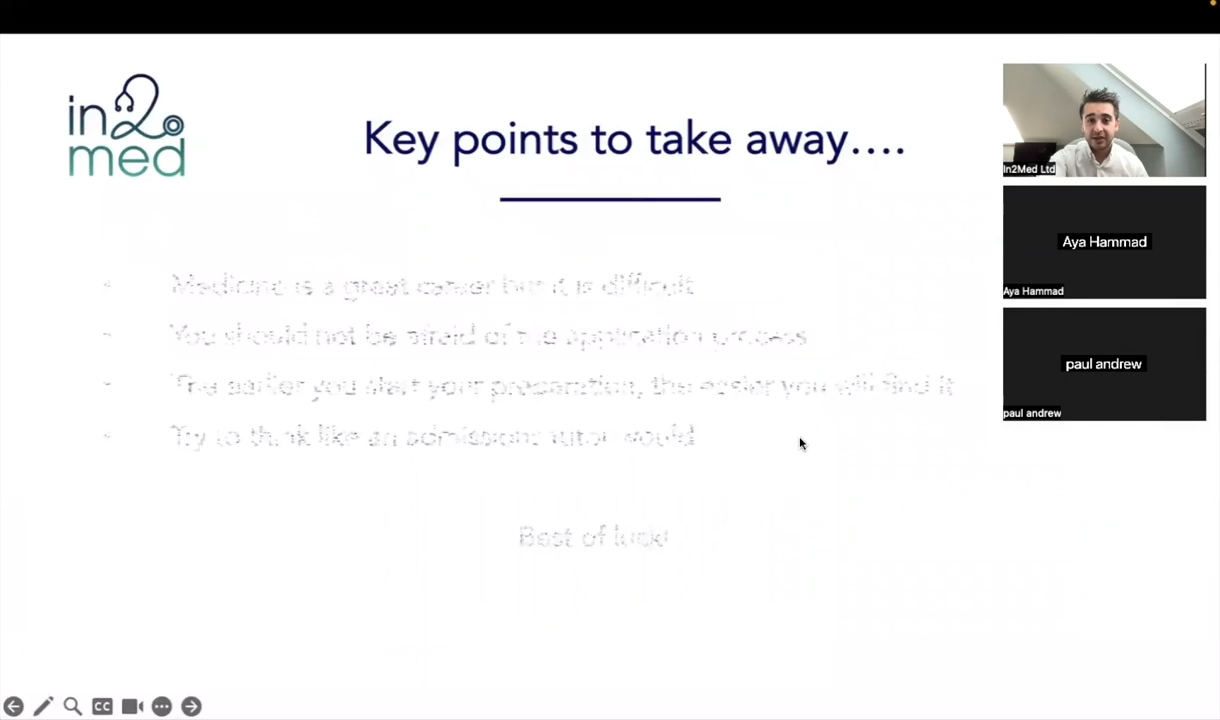 in2
med
Key points to take away....
Medicine is a great career but it is difficult
You should not be afraid of the application process
The earlier you start your preparation, the easier you will find it
Try to think like an admissions tutor would
Best of luck!
In2Med Ltd
Aya Hammad
Aya Hammad
paul andrew
paul andrew
CC